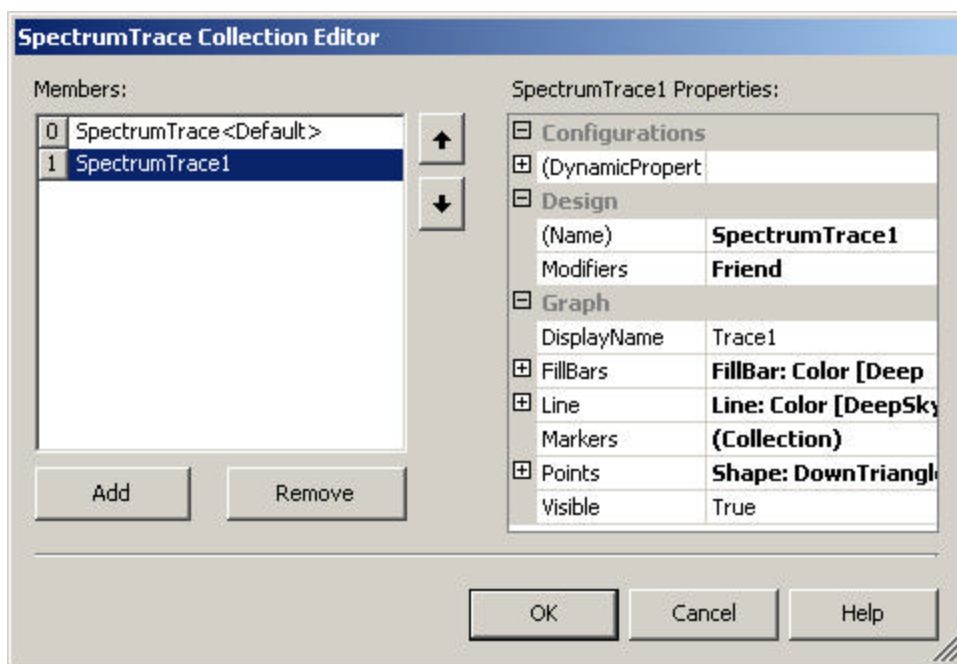 SpectrumTrace Collection Editor
Members:
0 SpectrumTrace<Default>
1 SpectrumTrace1
Add Remove
SpectrumTrace1 Properties:
Configurations
(DynamicPropert
Design
(Name) SpectrumTrace1
Modifiers Friend
Graph
DisplayName Trace1
FillBars FillBar: Color [Deep
Line Line: Color [DeepSky
Markers (Collection)
Points Shape: DownTriangl
Visible True
OK Cancel Help